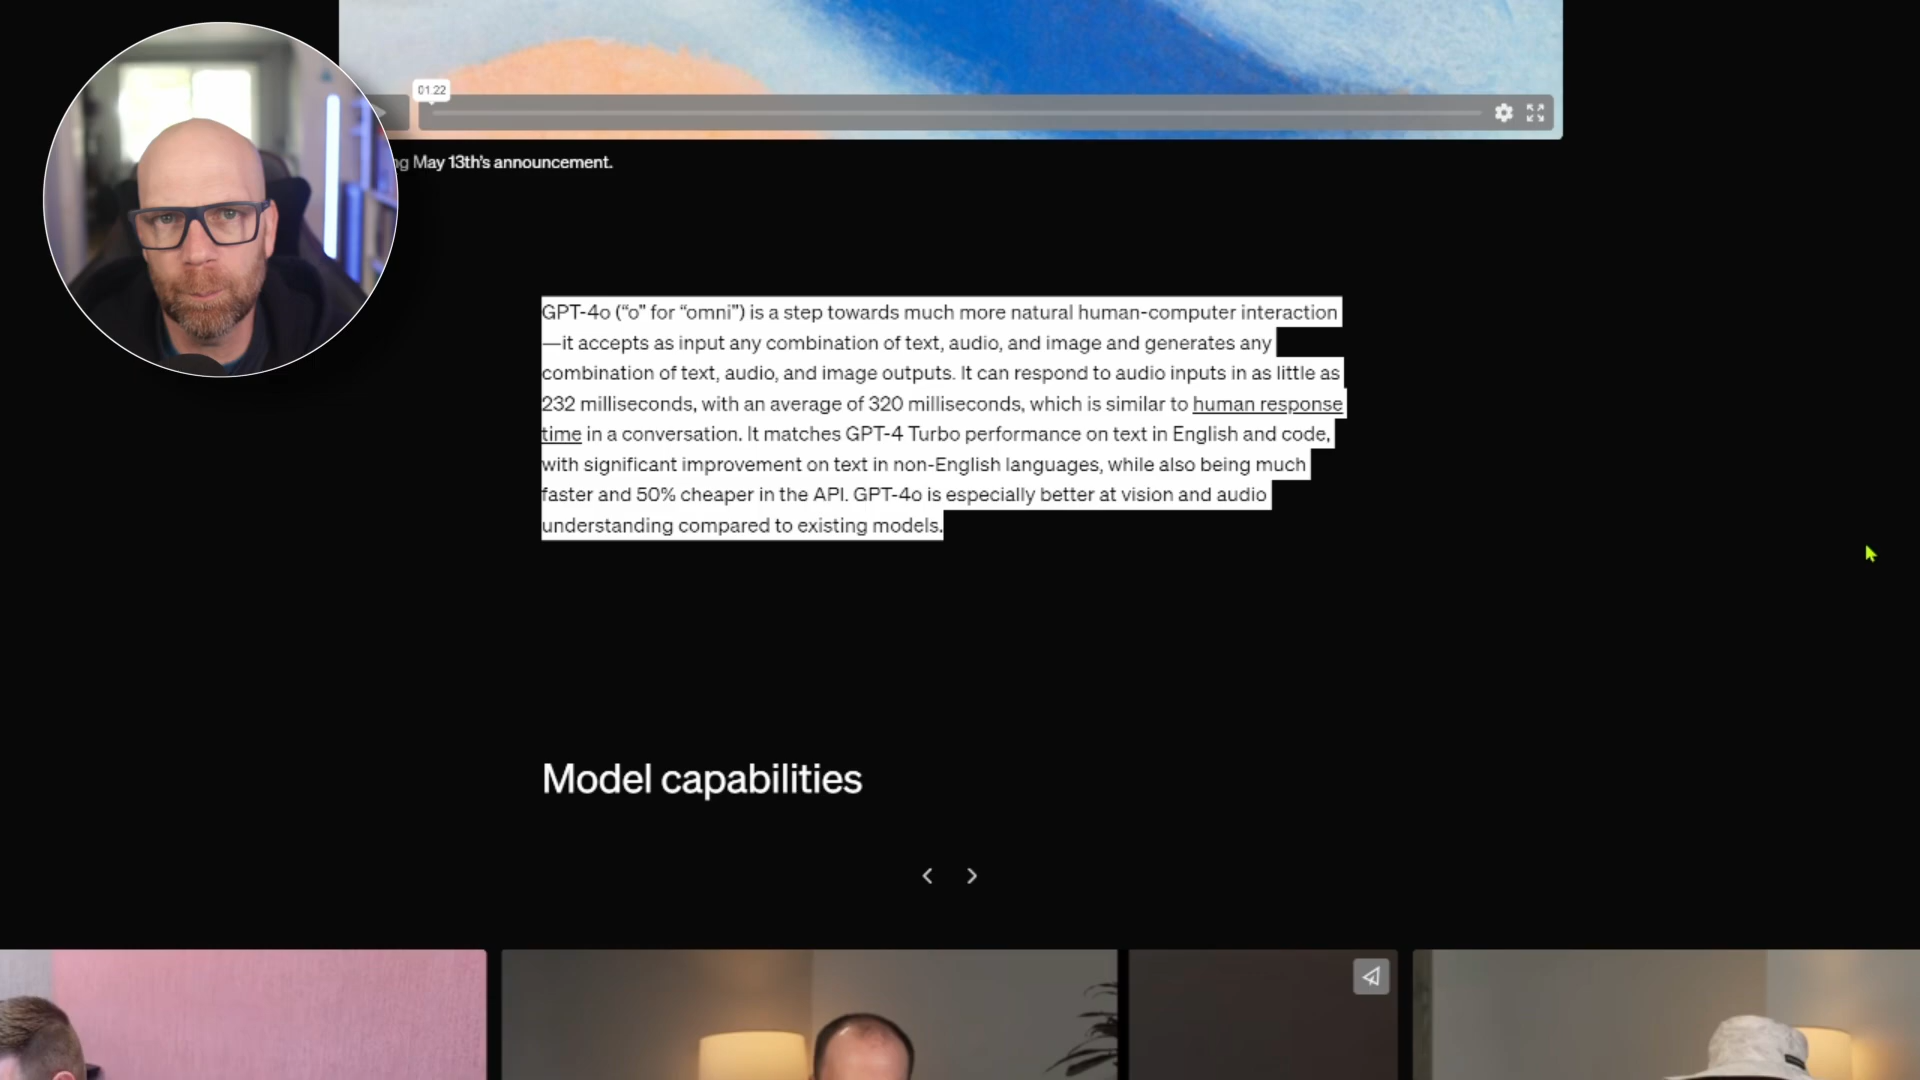 01:22
ng May 13th's announcement.
GPT-4o (“o” for “omni”) is a step towards much more natural human-computer interaction
—it accepts as input any combination of text, audio, and image and generates any
combination of text, audio, and image outputs. It can respond to audio inputs in as little as
232 milliseconds, with an average of 320 milliseconds, which is similar to human response
time in a conversation. It matches GPT-4 Turbo performance on text in English and code,
with significant improvement on text in non-English languages, while also being much
faster and 50% cheaper in the API. GPT-4o is especially better at vision and audio
understanding compared to existing models.
Model capabilities